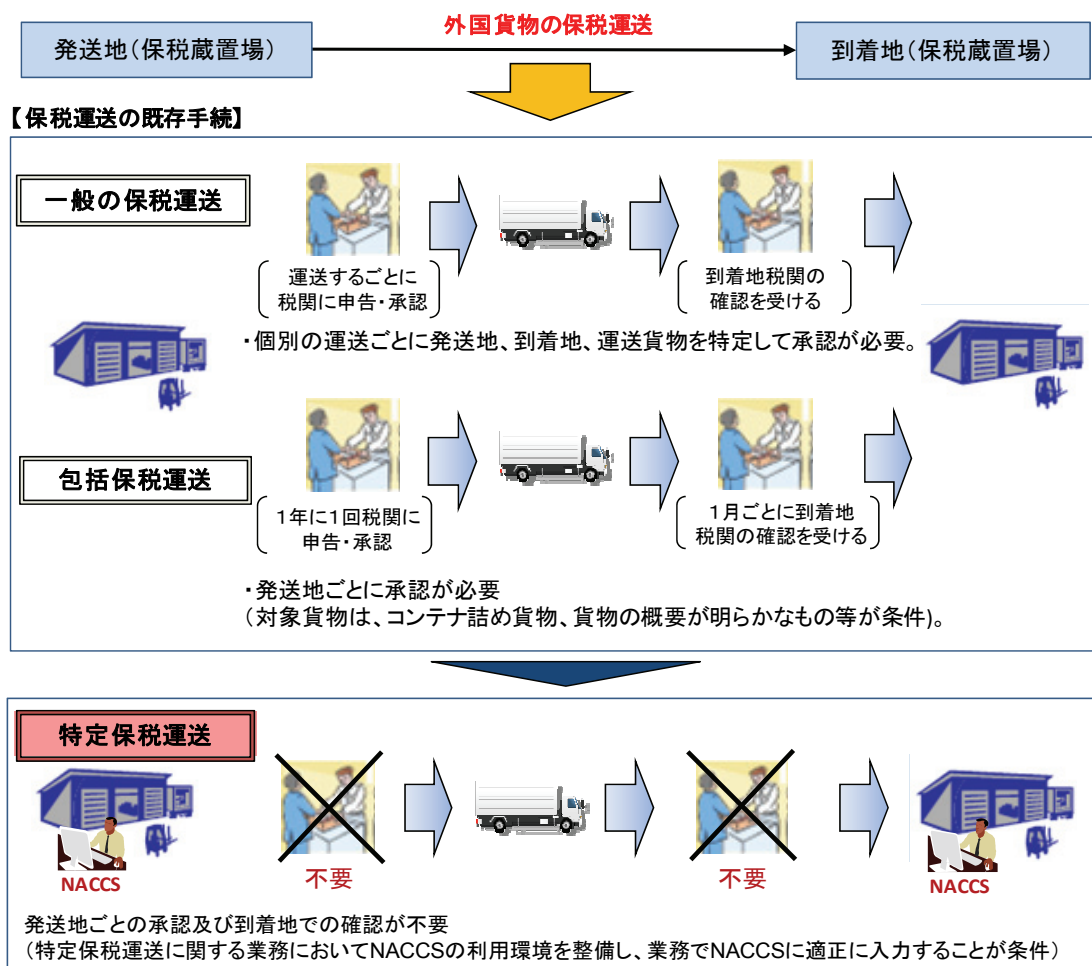 外国貨物の保税運送
発送地(保税蔵置場)
到着地(保税蔵置場)
【保税運送の既存手続】
一般の保税運送
運送するごとに
税関に申告・承認
到着地税関の
確認を受ける
・個別の運送ごとに発送地、到着地、運送貨物を特定して承認が必要。
包括保税運送
1年に1回税関に
申告・承認
1月ごとに到着地
税関の確認を受ける
・発送地ごとに承認が必要
(対象貨物は、コンテナ詰め貨物、貨物の概要が明らかなもの等が条件)。
特定保税運送
NACCS
不要
不要
NACCS
発送地ごとの承認及び到着地での確認が不要
(特定保税運送に関する業務においてNACCSの利用環境を整備し、業務でNACCSに適正に入力することが条件)